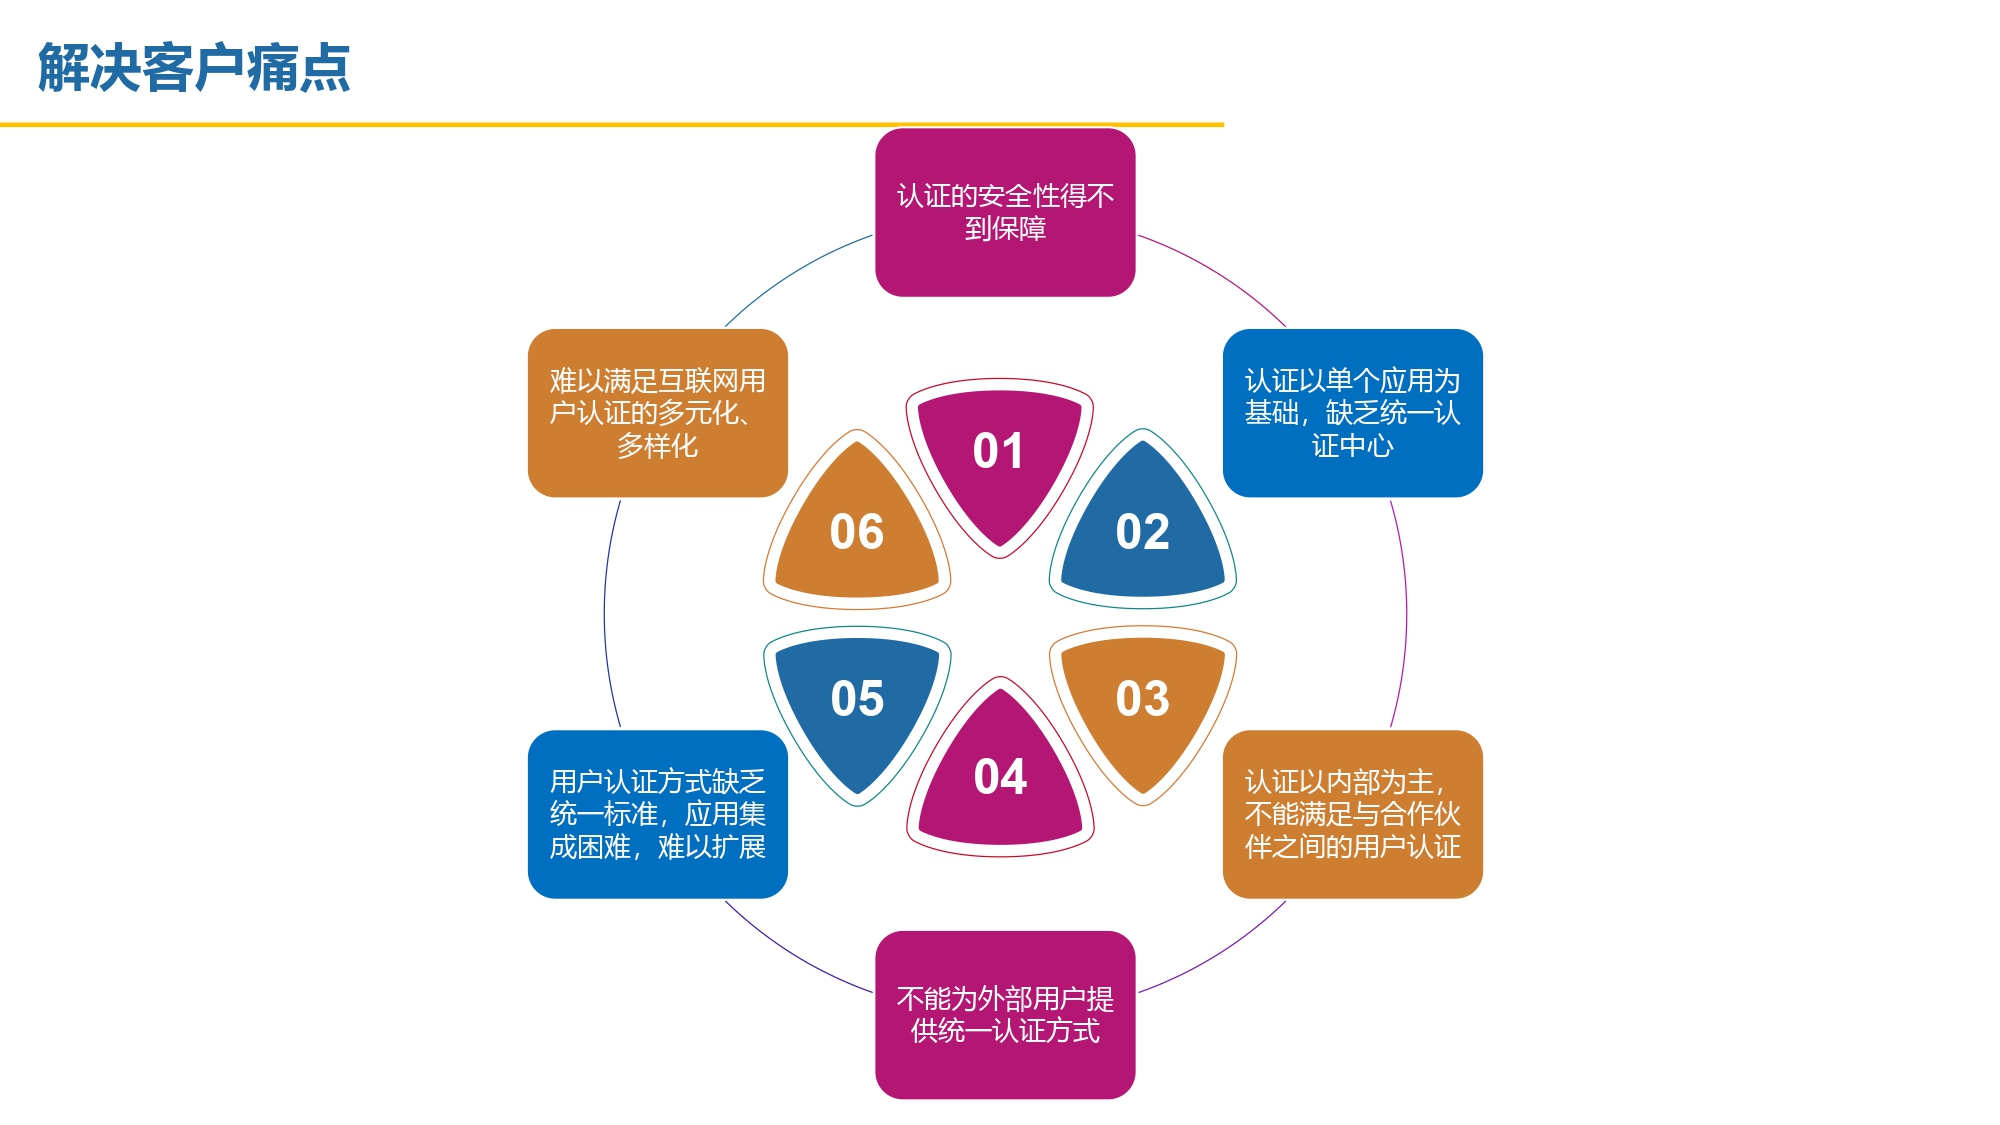 解决客户痛点
认证的安全性得不
到保障
难以满足互联网用
户认证的多元化、
多样化
认证以单个应用为
基础，缺乏统一认
证中心
01
06
02
05
03
04
用户认证方式缺乏
统一标准，应用集
成困难，难以扩展
认证以内部为主，
不能满足与合作伙
伴之间的用户认证
不能为外部用户提
供统一认证方式